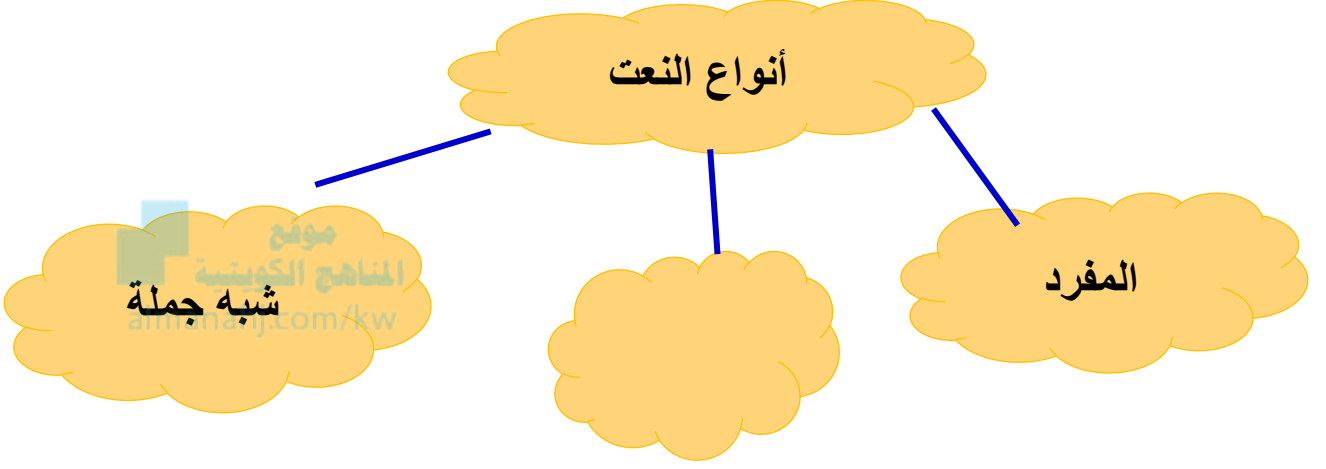 أنواع النعت
المفرد
شبه جملة
موقع
المناهج الكويتية
almanahj.com/kw